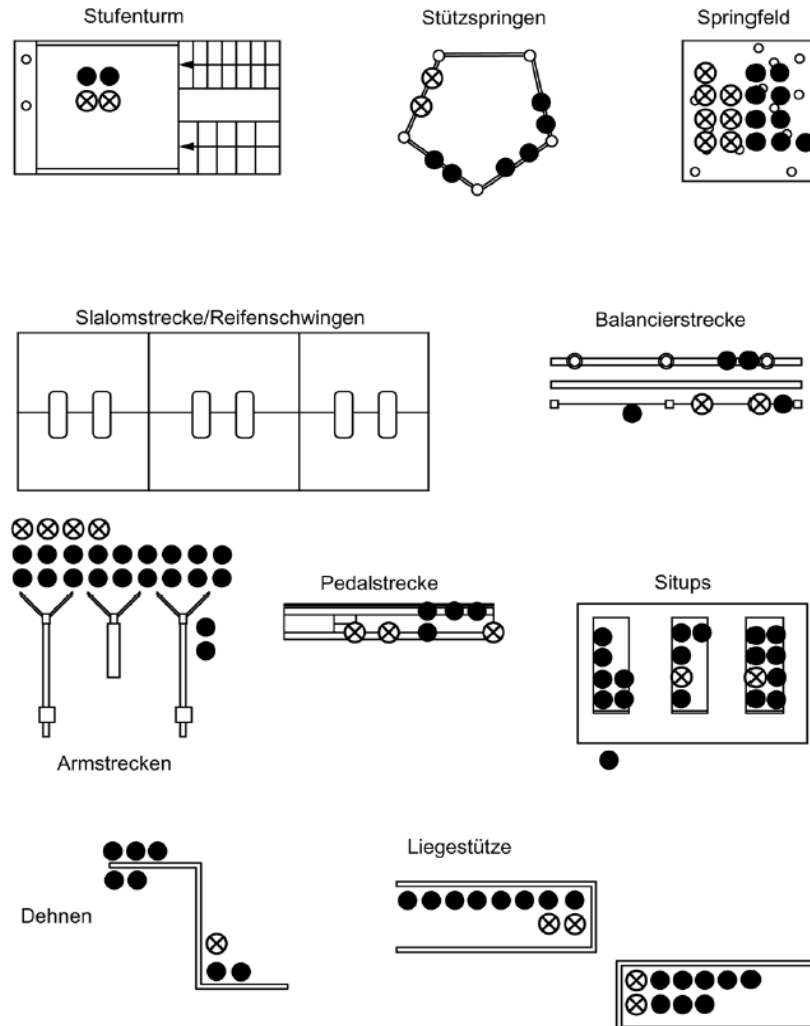 Stufenturm
Stützspringen
Springfeld
Slalomstrecke/Reifenschwingen
Balancierstrecke
Pedalstrecke
Situps
Armstrecken
Liegestütze
Dehnen